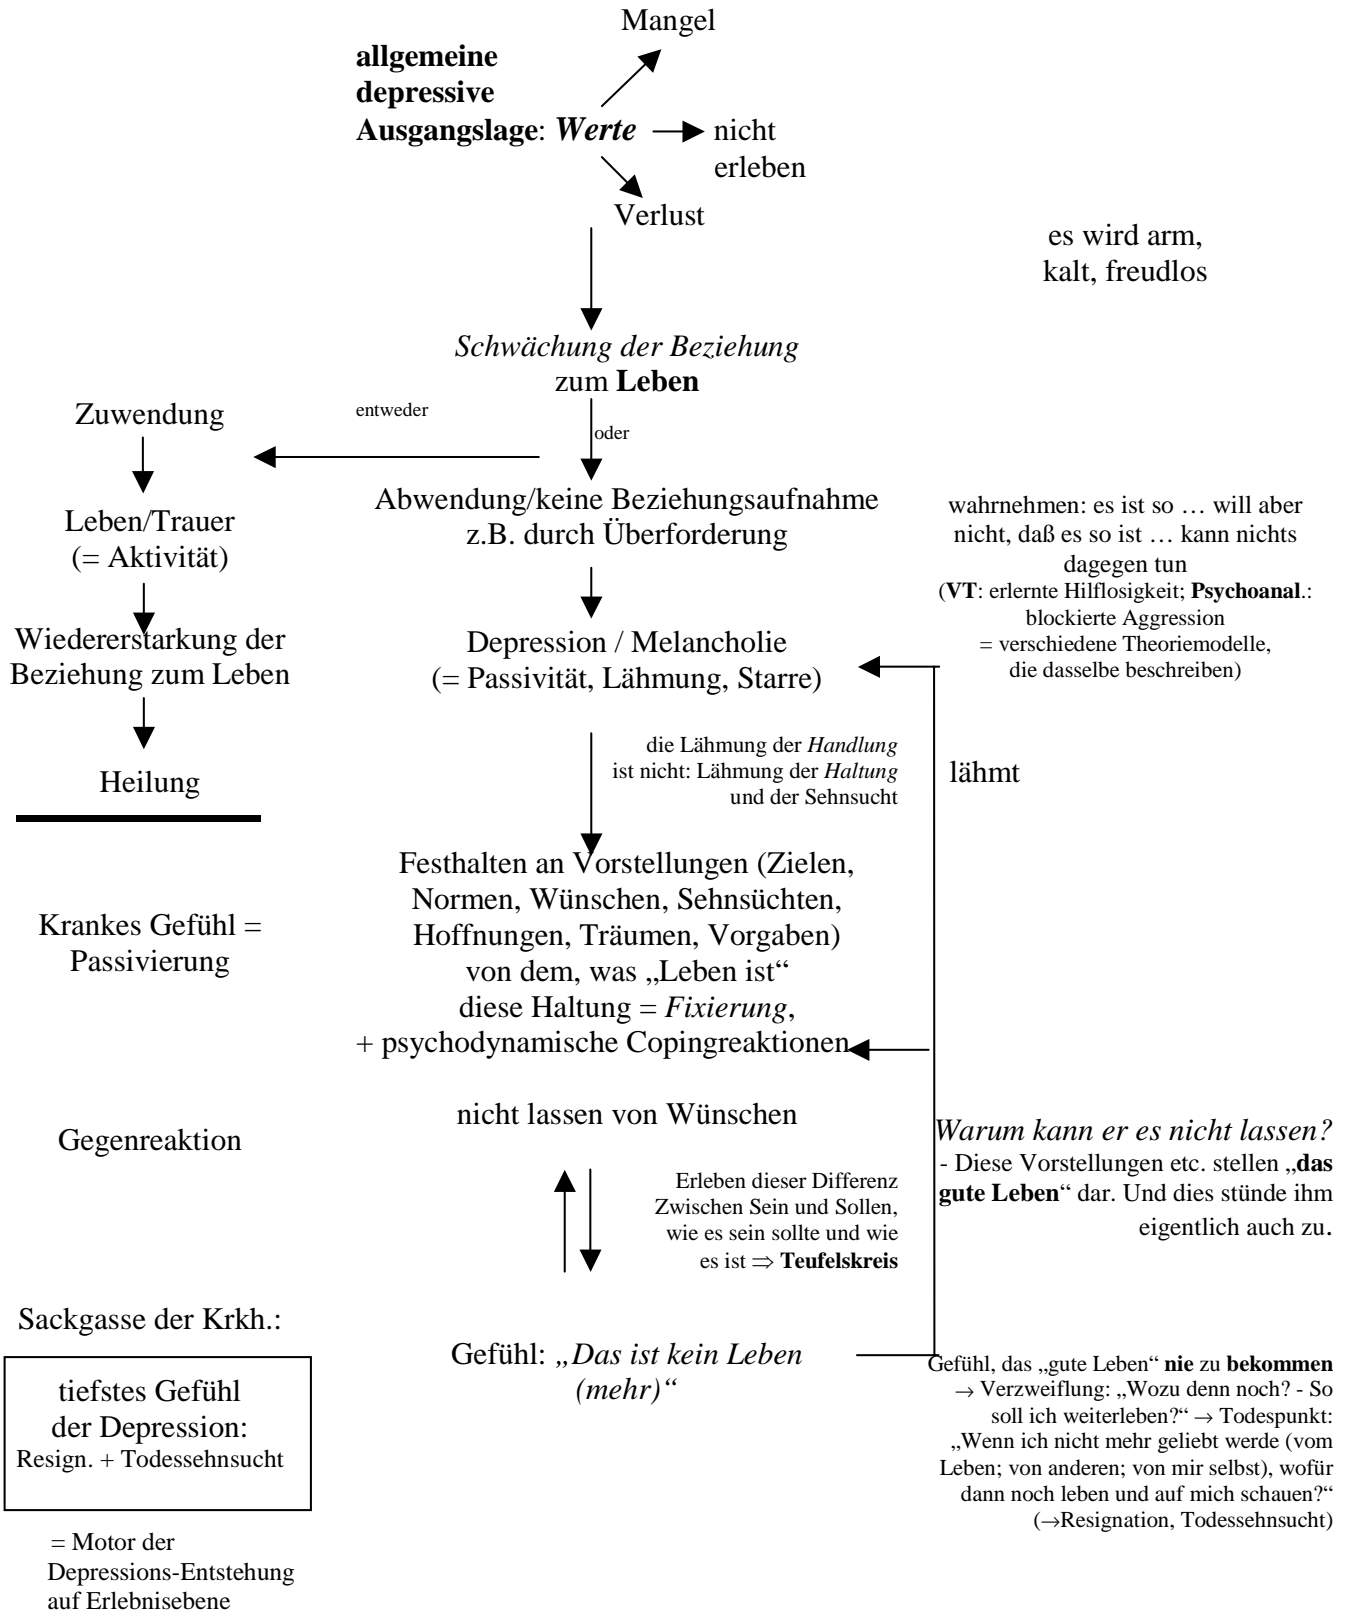 Mangel
allgemeine
depressive
Ausgangslage: Werte
nicht
erleben
Verlust
es wird arm,
kalt, freudlos
Schwächung der Beziehung
zum Leben
Zuwendung
entweder
oder
Leben/Trauer
(= Aktivität)
Wiedererstarkung der
Beziehung zum Leben
Heilung
Abwendung/keine Beziehungsaufnahme
z.B. durch Überforderung
wahrnehmen: es ist so … will aber
nicht, daß es so ist … kann nichts
dagegen tun
(VT: erlernte Hilflosigkeit; Psychoanal.:
blockierte Aggression
= verschiedene Theoriemodelle,
die dasselbe beschreiben)
Depression / Melancholie
(= Passivität, Lähmung, Starre)
die Lähmung der Handlung
ist nicht: Lähmung der Haltung
und der Sehnsucht
lähmt
Krankes Gefühl =
Passivierung
Festhalten an Vorstellungen (Zielen,
Normen, Wünschen, Sehnsüchten,
Hoffnungen, Träumen, Vorgaben)
von dem, was „Leben ist“
diese Haltung = Fixierung,
+ psychodynamische Copingreaktionen
nicht lassen von Wünschen
Gegenreaktion
Warum kann er es nicht lassen?
- Diese Vorstellungen etc. stellen „das
gute Leben“ dar. Und dies stünde ihm
eigentlich auch zu.
Erleben dieser Differenz
Zwischen Sein und Sollen,
wie es sein sollte und wie
es ist ⇒ Teufelskreis
Sackgasse der Krkh.:
Gefühl: „Das ist kein Leben
(mehr)“
Gefühl, das „gute Leben“ nie zu bekommen
→ Verzweiflung: „Wozu denn noch? - So
soll ich weiterleben?“ → Todespunkt:
„Wenn ich nicht mehr geliebt werde (vom
Leben; von anderen; von mir selbst), wofür
dann noch leben und auf mich schauen?“
(→Resignation, Todessehnsucht)
tiefstes Gefühl
der Depression:
Resign. + Todessehnsucht
= Motor der
Depressions-Entstehung
auf Erlebnisebene